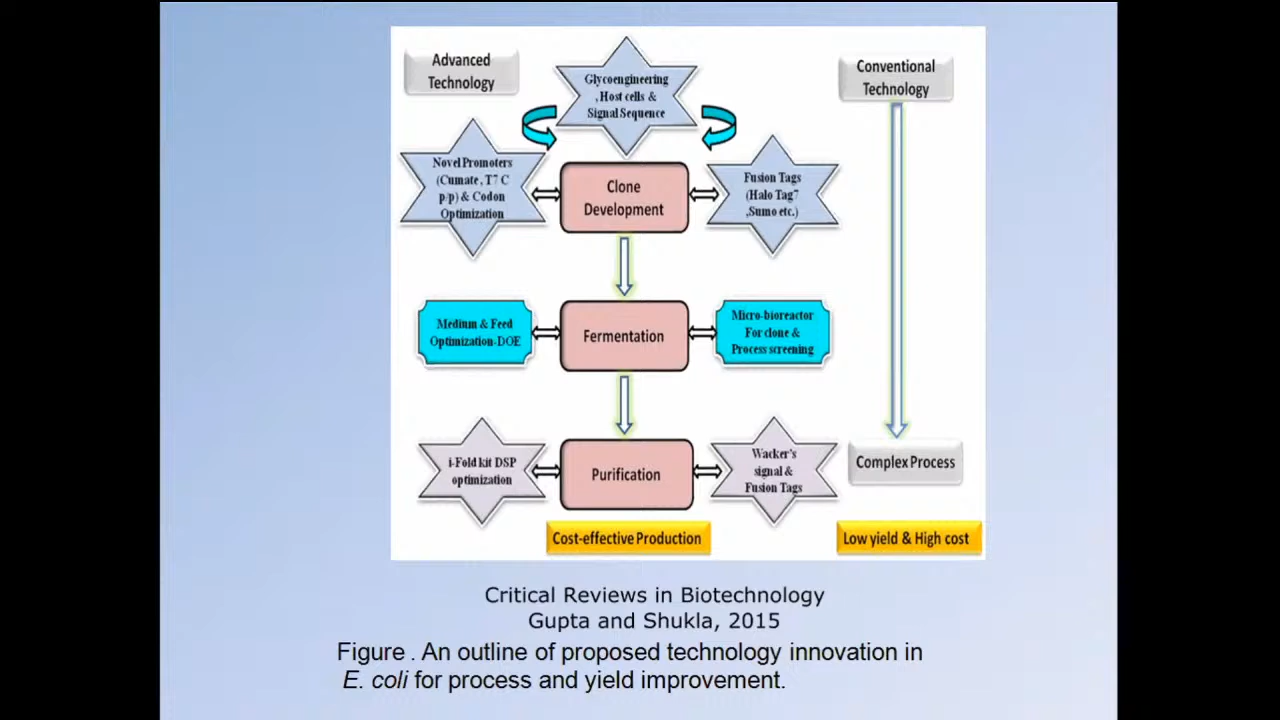 Advanced
Technology
Glycoengineering
,Host cells &
Signal Sequence
Conventional
Technology
Novel Promoters
(Cumate , T7 C
p/p) & Codon
Optimization
Clone
Development
Fusion Tags
(Halo Tag7
,Sumo etc.)
Medium & Feed
Optimization-DOE
Fermentation
Micro-bioreactor
For clone &
Process screening
i-Fold kit DSP
optimization
Purification
Wacker's
signal &
Fusion Tags
Complex Process
Cost-effective Production
Low yield & High cost
Critical Reviews in Biotechnology
Gupta and Shukla, 2015
Figure . An outline of proposed technology innovation in
E. coli for process and yield improvement.